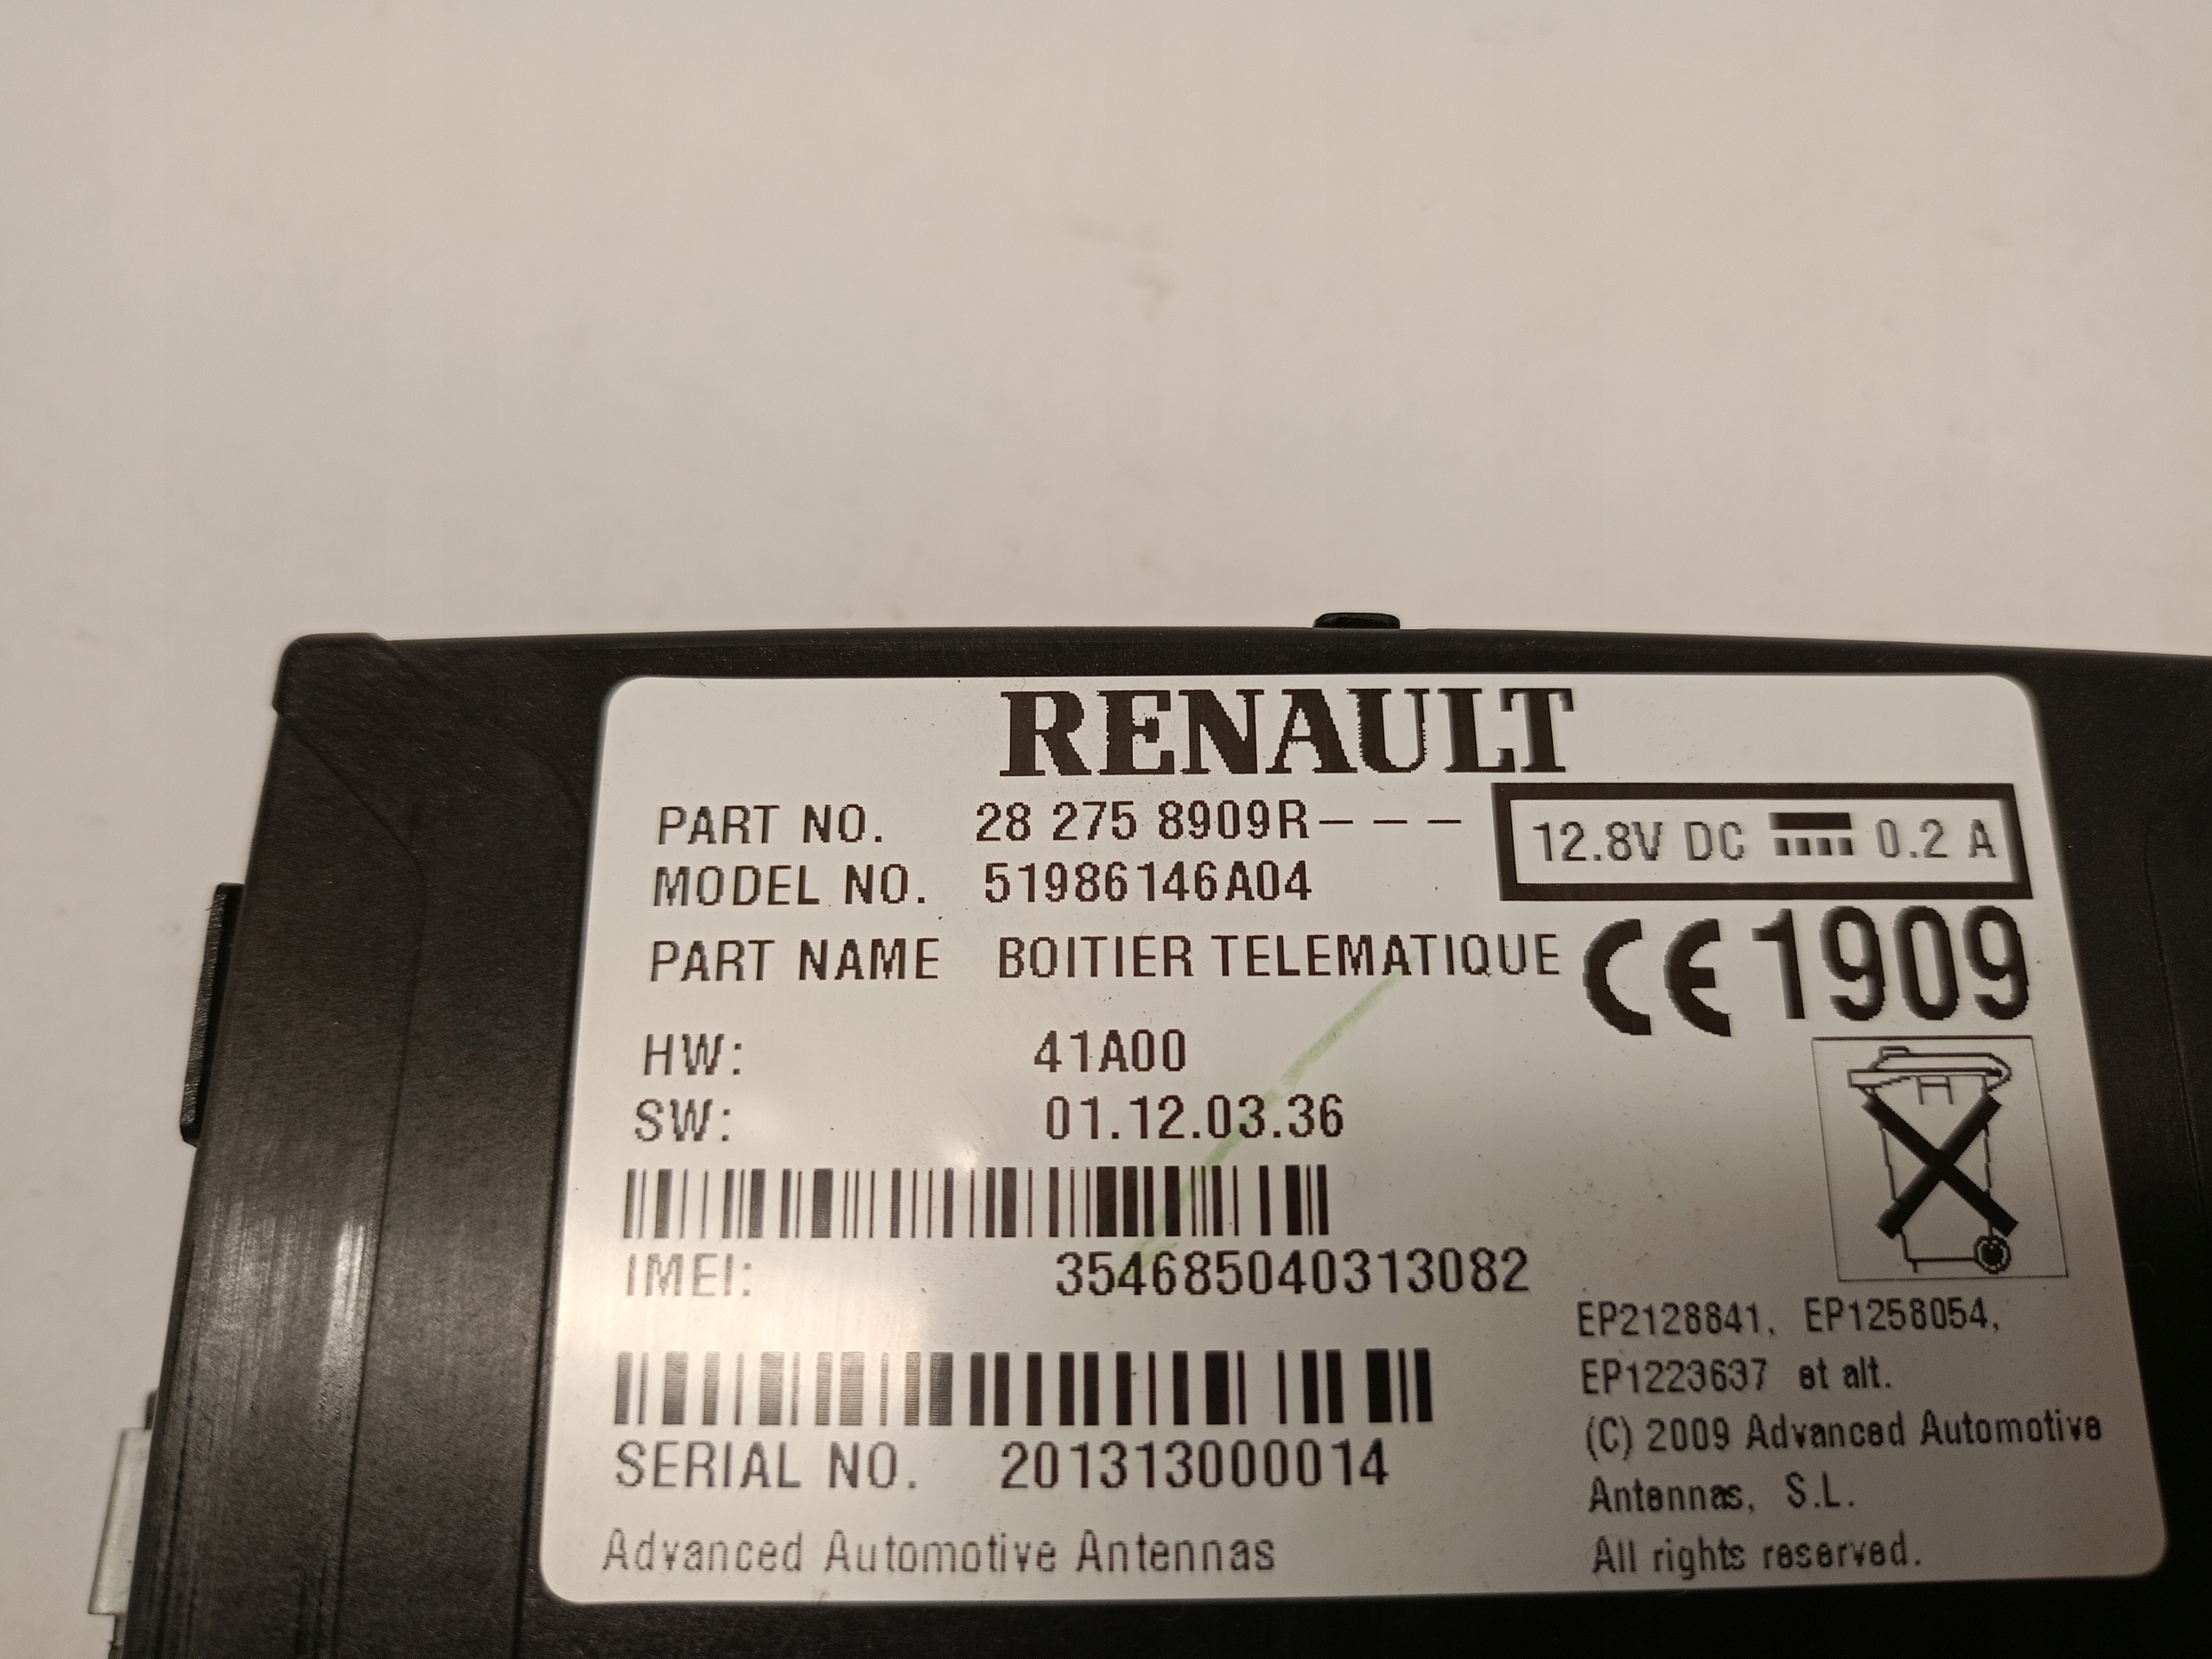 RENAULT
PART NO. 28 275 8909R---
12.8V DC 0.2 A
MODEL NO. 51986146A04
PART NAME BOITIER TELEMATIQUE
CE 1909
HW: 41A00
SW: 01.12.03.36
IMEI: 354685040313082
SERIAL NO. 201313000014
Advanced Automotive Antennas
EP2128841, EP1258054,
EP1223637 et alt.
(C) 2009 Advanced Automotive
Antennas, S.L.
All rights reserved.